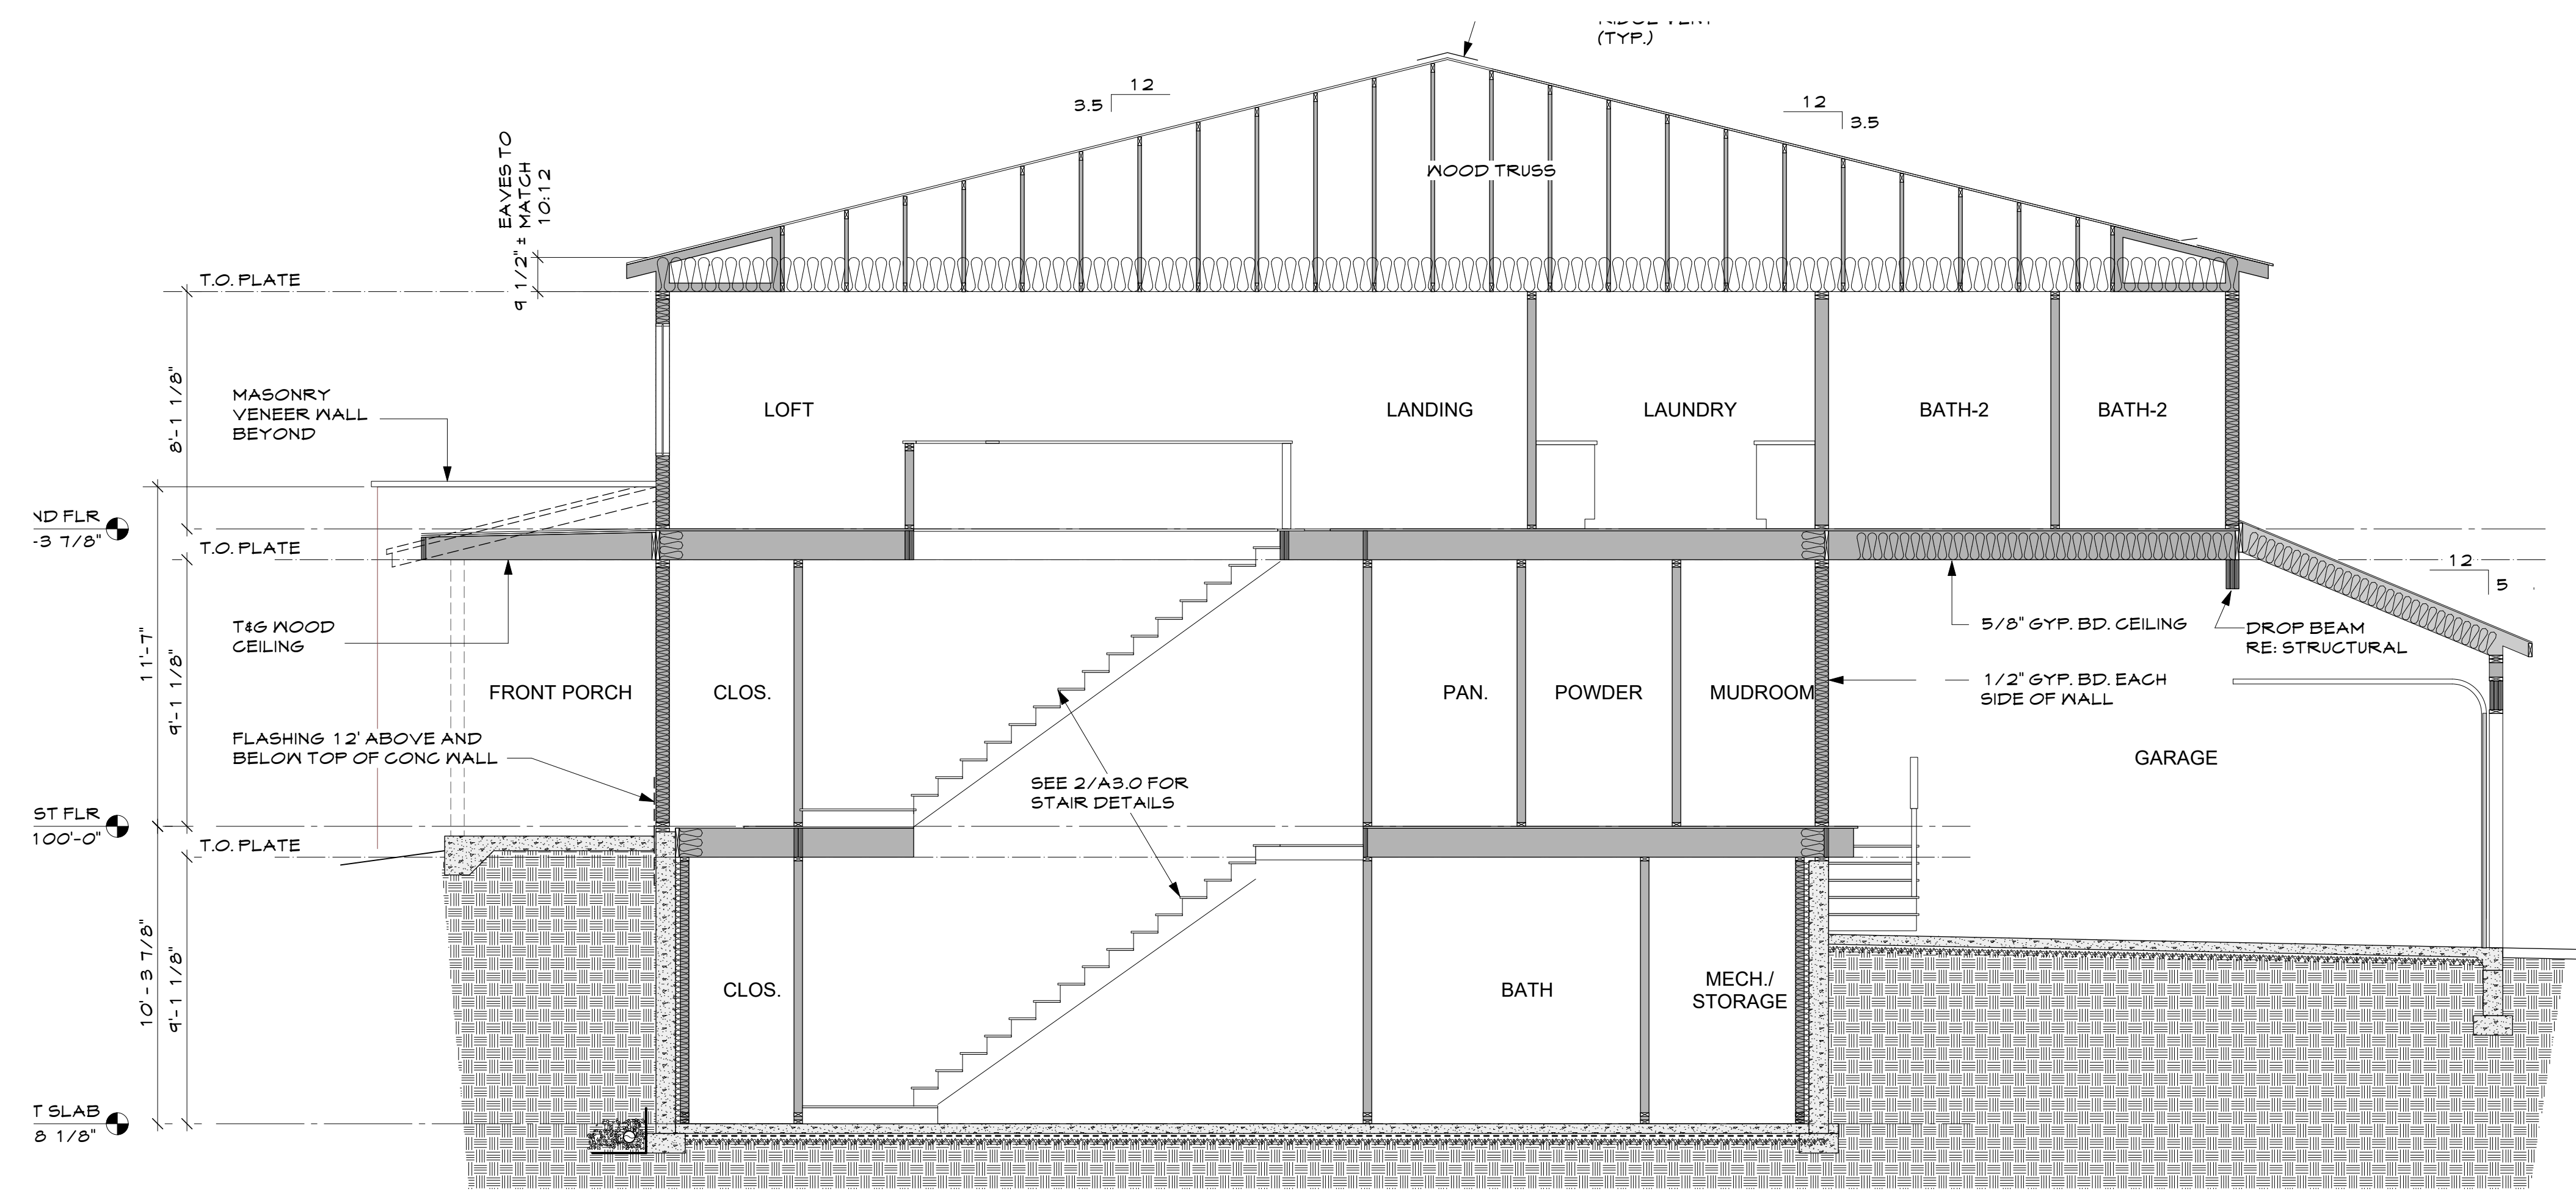 (TYP.)
12
3.5
12
3.5
EAVES TO
MATCH
10:12
9 1/2" ±
WOOD TRUSS
T.O. PLATE
8'-1 1/8"
MASONRY
VENEER WALL
BEYOND
LOFT
LANDING
LAUNDRY
BATH-2
BATH-2
ND FLR
-3 7/8"
T.O. PLATE
12
5
T&G WOOD
CEILING
5/8" GYP. BD. CEILING
DROP BEAM
RE: STRUCTURAL
11'-7"
9'-1 1/8"
FRONT PORCH
CLOS.
PAN.
POWDER
MUDROOM
1/2" GYP. BD. EACH
SIDE OF WALL
FLASHING 12' ABOVE AND
BELOW TOP OF CONC WALL
GARAGE
SEE 2/A3.0 FOR
STAIR DETAILS
ST FLR
100'-0"
T.O. PLATE
10'-3 7/8"
9'-1 1/8"
CLOS.
BATH
MECH./
STORAGE
T SLAB
8 1/8"